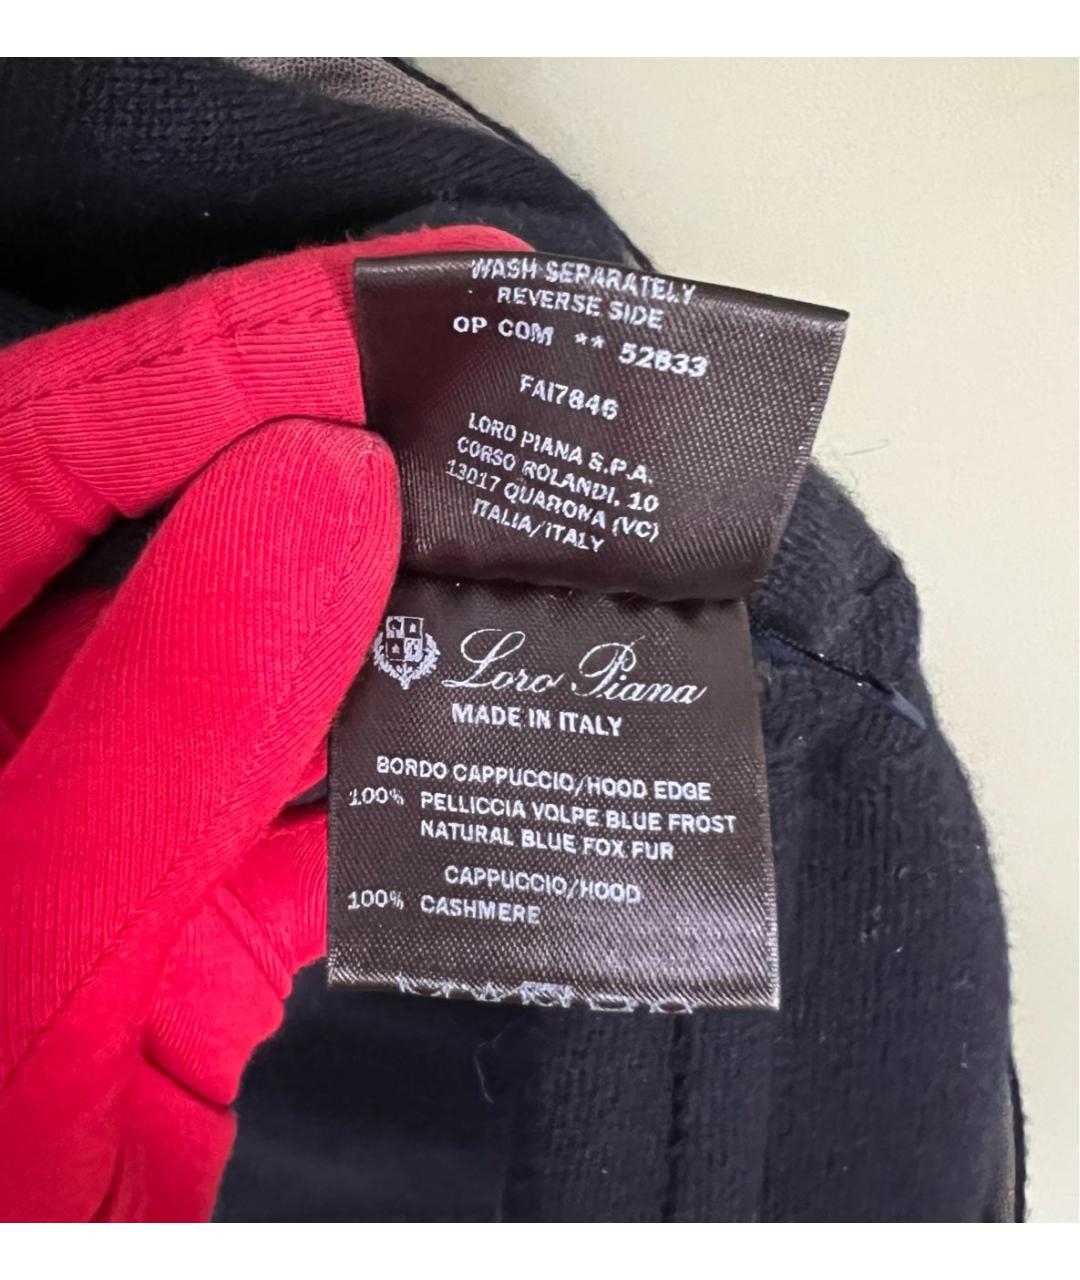 WASH SEPARATELY
REVERSE SIDE
OP COM ** 52633
FAI7846
LORO PIANA S.P.A.
CORSO ROLANDI, 10
13017 QUARONA (VC)
ITALIA/ITALY
Loro Piana
MADE IN ITALY
BORDO CAPPUCCIO/HOOD EDGE
100% PELLICCIA VOLPE BLUE FROST
NATURAL BLUE FOX FUR
CAPPUCCIO/HOOD
100% CASHMERE